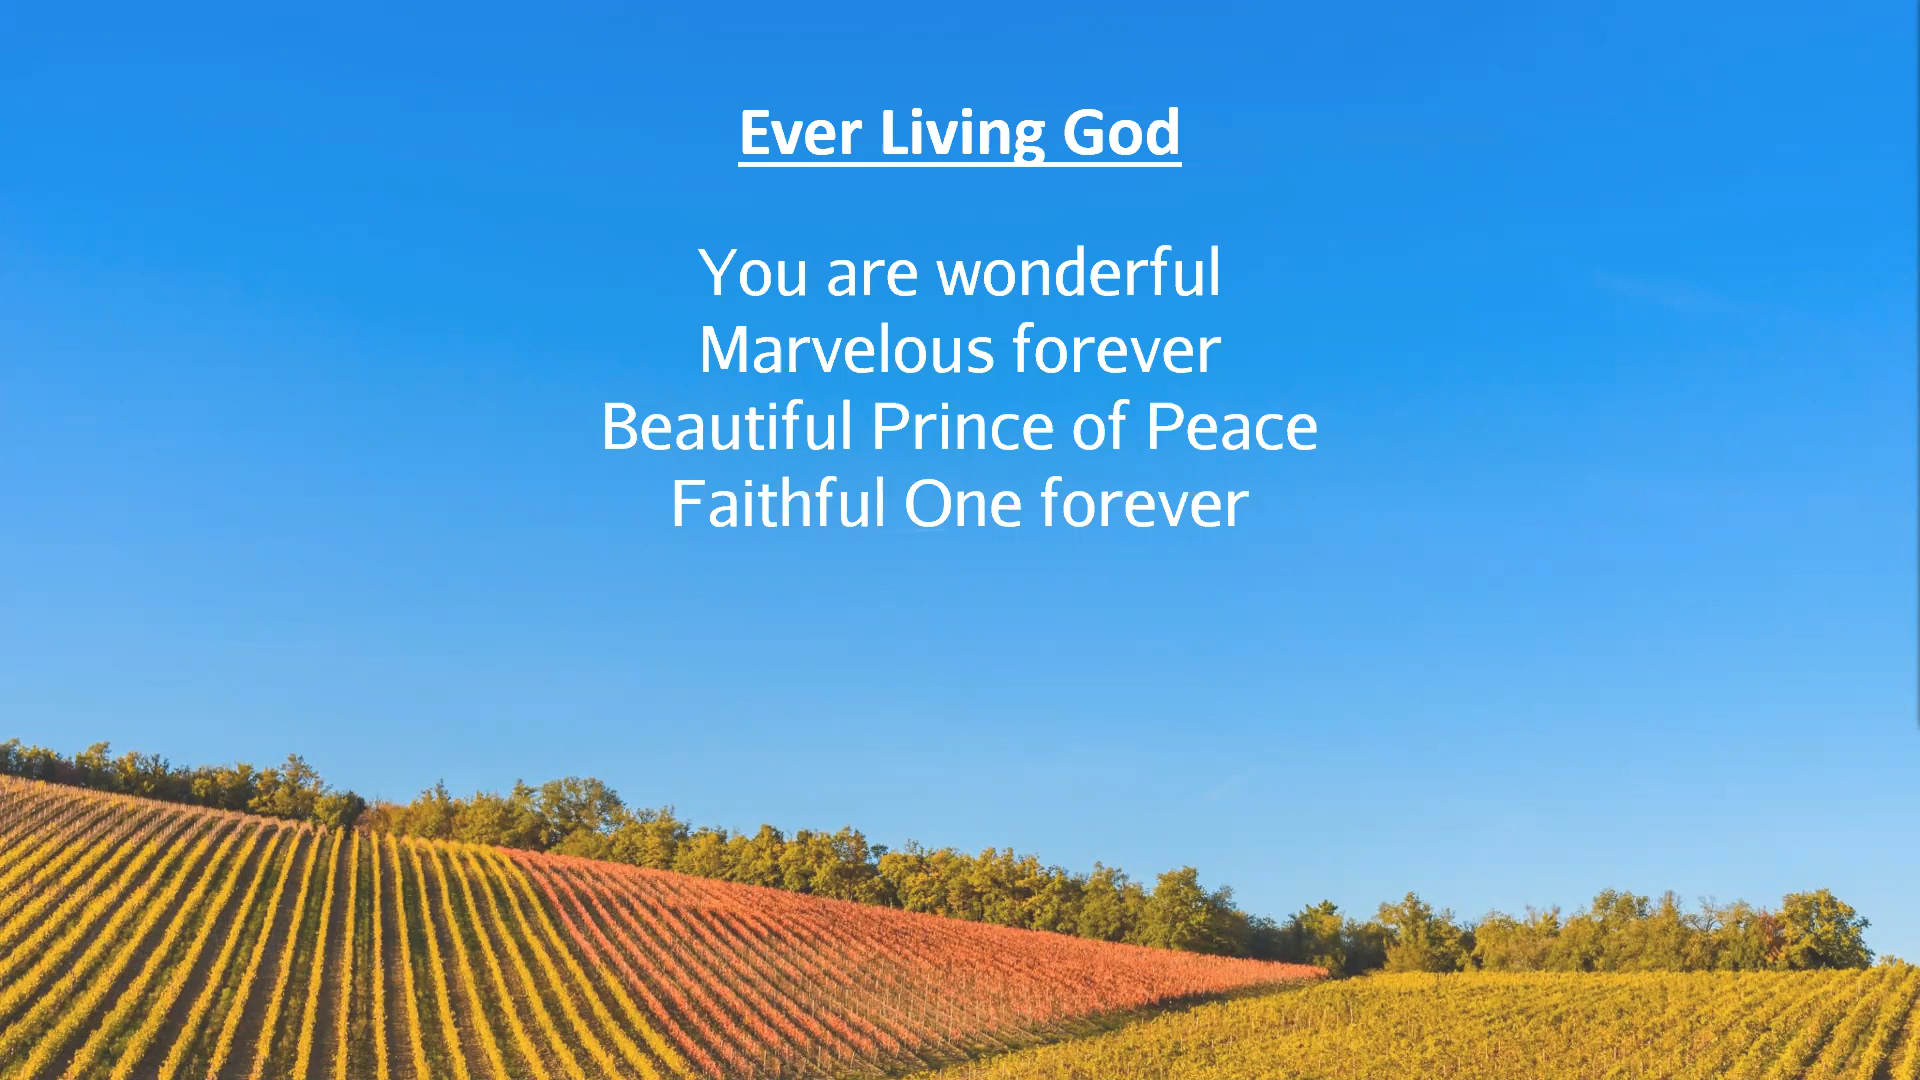 Ever Living God
You are wonderful
Marvelous forever
Beautiful Prince of Peace
Faithful One forever